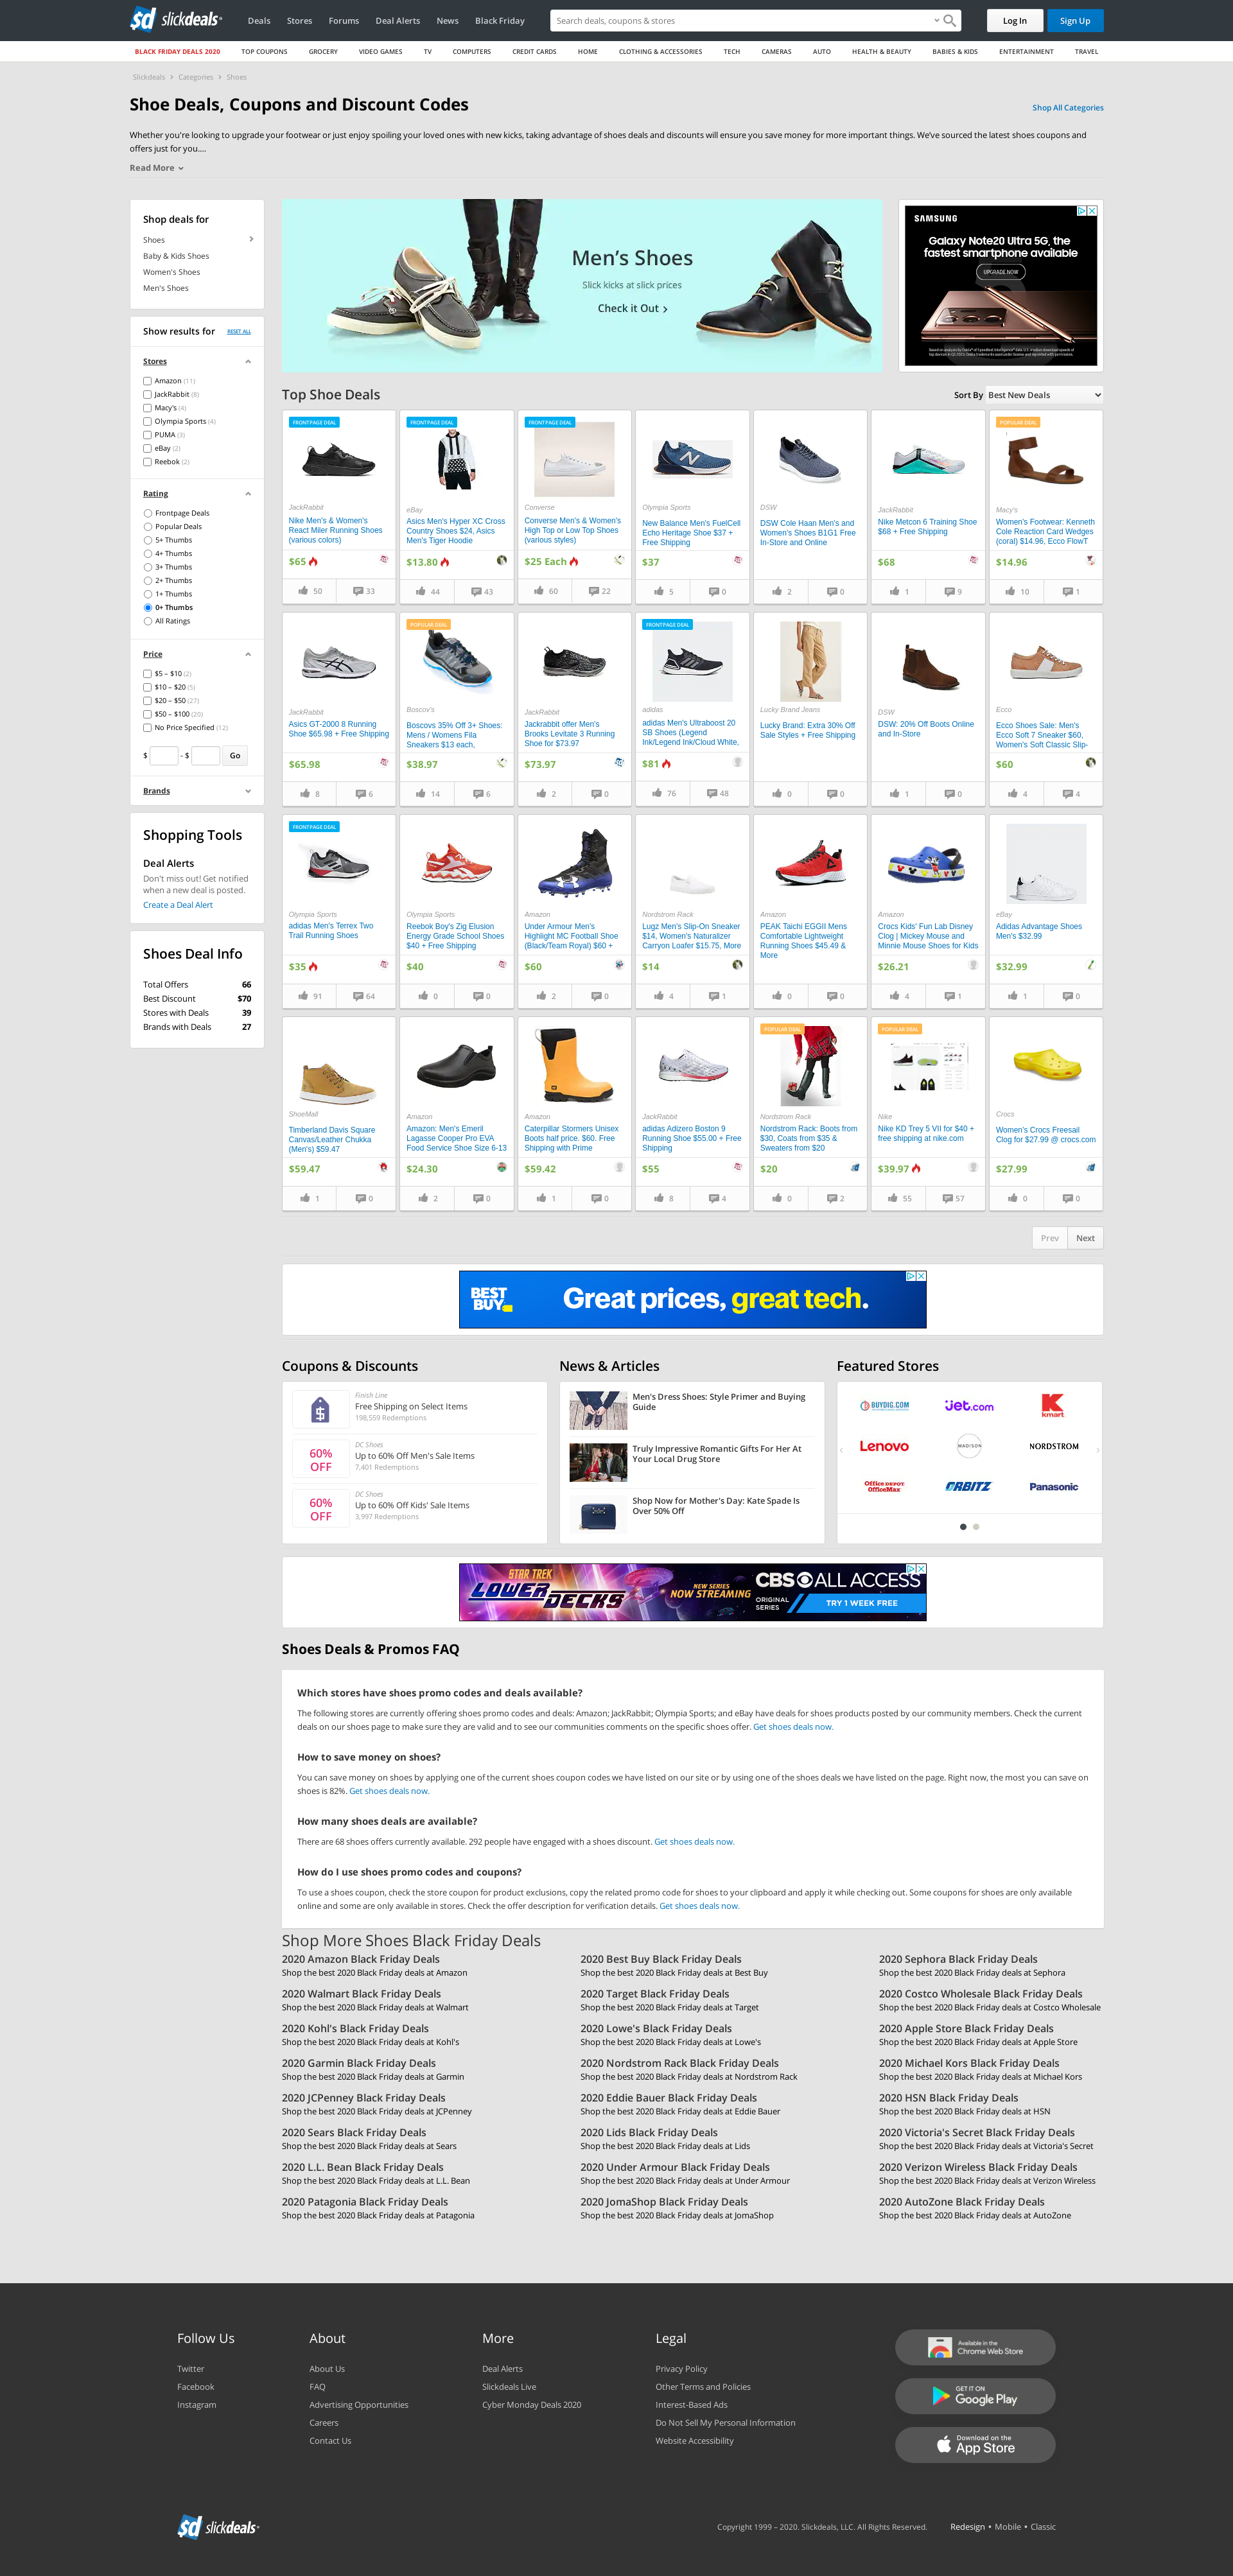 slickdeals
Deals
Stores
Forums
Deal Alerts
News
Black Friday
Search deals, coupons & stores
Log In
Sign Up
BLACK FRIDAY DEALS 2020
TOP COUPONS
GROCERY
VIDEO GAMES
TV
COMPUTERS
CREDIT CARDS
HOME
CLOTHING & ACCESSORIES
TECH
CAMERAS
AUTO
HEALTH & BEAUTY
BABIES & KIDS
ENTERTAINMENT
TRAVEL
Slickdeals > Categories > Shoes
Shoe Deals, Coupons and Discount Codes
Shop All Categories
Whether you're looking to upgrade your footwear or just enjoy spoiling your loved ones with new kicks, taking advantage of shoes deals and discounts will ensure you save money for more important things. We've sourced the latest shoes coupons and
offers just for you....
Read More
Shop deals for
Shoes
Baby & Kids Shoes
Women's Shoes
Men's Shoes
Show results for
RESET ALL
Stores
Amazon (11)
JackRabbit (8)
Macy's (4)
Olympia Sports (4)
PUMA (3)
eBay (2)
Reebok (2)
Rating
Frontpage Deals
Popular Deals
5+ Thumbs
4+ Thumbs
3+ Thumbs
2+ Thumbs
1+ Thumbs
0+ Thumbs
All Ratings
Price
$5 – $10 (2)
$10 – $20 (5)
$20 – $50 (27)
$50 – $100 (20)
No Price Specified (12)
$ - $ Go
Brands
Shopping Tools
Deal Alerts
Don't miss out! Get notified
when a new deal is posted.
Create a Deal Alert
Shoes Deal Info
Total Offers 66
Best Discount $70
Stores with Deals 39
Brands with Deals 27
Men's Shoes
Slick kicks at slick prices
Check it Out >
SAMSUNG
Galaxy Note20 Ultra 5G, the
fastest smartphone available
UPGRADE NOW
Top Shoe Deals
Sort By Best New Deals
FRONTPAGE DEAL
JackRabbit
Nike Men's & Women's
React Miler Running Shoes
(various colors)
$65
50 33
FRONTPAGE DEAL
eBay
Asics Men's Hyper XC Cross
Country Shoes $24, Asics
Men's Tiger Hoodie
$13.80
44 43
FRONTPAGE DEAL
Converse
Converse Men's & Women's
High Top or Low Top Shoes
(various styles)
$25 Each
60 22
Olympia Sports
New Balance Men's FuelCell
Echo Heritage Shoe $37 +
Free Shipping
$37
5 0
DSW
DSW Cole Haan Men's and
Women's Shoes B1G1 Free
In-Store and Online
2 0
JackRabbit
Nike Metcon 6 Training Shoe
$68 + Free Shipping
$68
1 9
POPULAR DEAL
Macy's
Women's Footwear: Kenneth
Cole Reaction Card Wedges
(coral) $14.96, Ecco FlowT
$14.96
10 1
JackRabbit
Asics GT-2000 8 Running
Shoe $65.98 + Free Shipping
$65.98
8 6
POPULAR DEAL
Boscov's
Boscovs 35% Off 3+ Shoes:
Mens / Womens Fila
Sneakers $13 each,
$38.97
14 6
JackRabbit
Jackrabbit offer Men's
Brooks Levitate 3 Running
Shoe for $73.97
$73.97
2 0
FRONTPAGE DEAL
adidas
adidas Men's Ultraboost 20
SB Shoes (Legend
Ink/Legend Ink/Cloud White,
$81
76 48
Lucky Brand Jeans
Lucky Brand: Extra 30% Off
Sale Styles + Free Shipping
0 0
DSW
DSW: 20% Off Boots Online
and In-Store
1 0
Ecco
Ecco Shoes Sale: Men's
Ecco Soft 7 Sneaker $60,
Women's Soft Classic Slip-
$60
4 4
FRONTPAGE DEAL
Olympia Sports
adidas Men's Terrex Two
Trail Running Shoes
$35
91 64
Olympia Sports
Reebok Boy's Zig Elusion
Energy Grade School Shoes
$40 + Free Shipping
$40
0 0
Amazon
Under Armour Men's
Highlight MC Football Shoe
(Black/Team Royal) $60 +
$60
2 0
Nordstrom Rack
Lugz Men's Slip-On Sneaker
$14, Women's Naturalizer
Carryon Loafer $15.75, More
$14
4 1
Amazon
PEAK Taichi EGGII Mens
Comfortable Lightweight
Running Shoes $45.49 &
More
0 0
Amazon
Crocs Kids' Fun Lab Disney
Clog | Mickey Mouse and
Minnie Mouse Shoes for Kids
$26.21
4 1
eBay
Adidas Advantage Shoes
Men's $32.99
$32.99
1 0
ShoeMall
Timberland Davis Square
Canvas/Leather Chukka
(Men's) $59.47
$59.47
1 0
Amazon
Amazon: Men's Emeril
Lagasse Cooper Pro EVA
Food Service Shoe Size 6-13
$24.30
2 0
Amazon
Caterpillar Stormers Unisex
Boots half price. $60. Free
Shipping with Prime
$59.42
1 0
JackRabbit
adidas Adizero Boston 9
Running Shoe $55.00 + Free
Shipping
$55
8 4
POPULAR DEAL
Nordstrom Rack
Nordstrom Rack: Boots from
$30, Coats from $35 &
Sweaters from $20
$20
0 2
POPULAR DEAL
Nike
Nike KD Trey 5 VII for $40 +
free shipping at nike.com
$39.97
55 57
Crocs
Women's Crocs Freesail
Clog for $27.99 @ crocs.com
$27.99
0 0
Prev Next
BEST BUY
Great prices, great tech.
Coupons & Discounts
Finish Line
Free Shipping on Select Items
198,559 Redemptions
60% OFF
DC Shoes
Up to 60% Off Men's Sale Items
7,401 Redemptions
60% OFF
DC Shoes
Up to 60% Off Kids' Sale Items
3,997 Redemptions
News & Articles
Men's Dress Shoes: Style Primer and Buying
Guide
Truly Impressive Romantic Gifts For Her At
Your Local Drug Store
Shop Now for Mother's Day: Kate Spade Is
Over 50% Off
Featured Stores
BUYDIG.COM
jet.com
kmart
Lenovo
MADISON
NORDSTROM
Office DEPOT
OfficeMax
ORBITZ
Panasonic
STAR TREK
LOWER DECKS
NEW SERIES
NOW STREAMING
CBS ALL ACCESS
ORIGINAL
SERIES
TRY 1 WEEK FREE
Shoes Deals & Promos FAQ
Which stores have shoes promo codes and deals available?
The following stores are currently offering shoes promo codes and deals: Amazon; JackRabbit; Olympia Sports; and eBay have deals for shoes products posted by our community members. Check the current
deals on our shoes page to make sure they are valid and to see our communities comments on the specific shoes offer. Get shoes deals now.
How to save money on shoes?
You can save money on shoes by applying one of the current shoes coupon codes we have listed on our site or by using one of the shoes deals we have listed on the page. Right now, the most you can save on
shoes is 82%. Get shoes deals now.
How many shoes deals are available?
There are 68 shoes offers currently available. 292 people have engaged with a shoes discount. Get shoes deals now.
How do I use shoes promo codes and coupons?
To use a shoes coupon, check the store coupon for product exclusions, copy the related promo code for shoes to your clipboard and apply it while checking out. Some coupons for shoes are only available
online and some are only available in stores. Check the offer description for verification details. Get shoes deals now.
Shop More Shoes Black Friday Deals
2020 Amazon Black Friday Deals
Shop the best 2020 Black Friday deals at Amazon
2020 Best Buy Black Friday Deals
Shop the best 2020 Black Friday deals at Best Buy
2020 Sephora Black Friday Deals
Shop the best 2020 Black Friday deals at Sephora
2020 Walmart Black Friday Deals
Shop the best 2020 Black Friday deals at Walmart
2020 Target Black Friday Deals
Shop the best 2020 Black Friday deals at Target
2020 Costco Wholesale Black Friday Deals
Shop the best 2020 Black Friday deals at Costco Wholesale
2020 Kohl's Black Friday Deals
Shop the best 2020 Black Friday deals at Kohl's
2020 Lowe's Black Friday Deals
Shop the best 2020 Black Friday deals at Lowe's
2020 Apple Store Black Friday Deals
Shop the best 2020 Black Friday deals at Apple Store
2020 Garmin Black Friday Deals
Shop the best 2020 Black Friday deals at Garmin
2020 Nordstrom Rack Black Friday Deals
Shop the best 2020 Black Friday deals at Nordstrom Rack
2020 Michael Kors Black Friday Deals
Shop the best 2020 Black Friday deals at Michael Kors
2020 JCPenney Black Friday Deals
Shop the best 2020 Black Friday deals at JCPenney
2020 Eddie Bauer Black Friday Deals
Shop the best 2020 Black Friday deals at Eddie Bauer
2020 HSN Black Friday Deals
Shop the best 2020 Black Friday deals at HSN
2020 Sears Black Friday Deals
Shop the best 2020 Black Friday deals at Sears
2020 Lids Black Friday Deals
Shop the best 2020 Black Friday deals at Lids
2020 Victoria's Secret Black Friday Deals
Shop the best 2020 Black Friday deals at Victoria's Secret
2020 L.L. Bean Black Friday Deals
Shop the best 2020 Black Friday deals at L.L. Bean
2020 Under Armour Black Friday Deals
Shop the best 2020 Black Friday deals at Under Armour
2020 Verizon Wireless Black Friday Deals
Shop the best 2020 Black Friday deals at Verizon Wireless
2020 Patagonia Black Friday Deals
Shop the best 2020 Black Friday deals at Patagonia
2020 JomaShop Black Friday Deals
Shop the best 2020 Black Friday deals at JomaShop
2020 AutoZone Black Friday Deals
Shop the best 2020 Black Friday deals at AutoZone
Follow Us
Twitter
Facebook
Instagram
About
About Us
FAQ
Advertising Opportunities
Careers
Contact Us
More
Deal Alerts
Slickdeals Live
Cyber Monday Deals 2020
Legal
Privacy Policy
Other Terms and Policies
Interest-Based Ads
Do Not Sell My Personal Information
Website Accessibility
Available in the
Chrome Web Store
GET IT ON
Google Play
Download on the
App Store
slickdeals
Copyright 1999 – 2020. Slickdeals, LLC. All Rights Reserved.
Redesign • Mobile • Classic